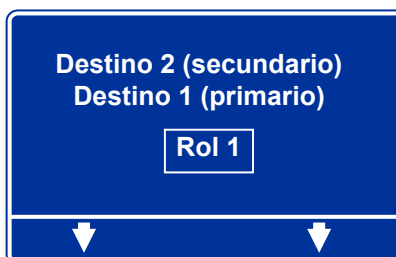 Destino 2 (secundario)
Destino 1 (primario)
Rol 1